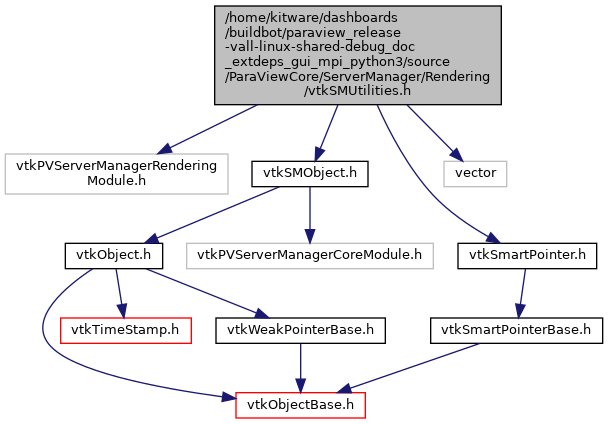 /home/kitware/dashboards
/buildbot/paraview_release
-vall-linux-shared-debug_doc
_extdeps_gui_mpi_python3/source
/ParaViewCore/ServerManager/Rendering
/vtkSMUtilities.h
vtkPVServerManagerRendering
Module.h
vtkSMObject.h
vector
vtkObject.h
vtkPVServerManagerCoreModule.h
vtkSmartPointer.h
vtkTimeStamp.h
vtkWeakPointerBase.h
vtkSmartPointerBase.h
vtkObjectBase.h